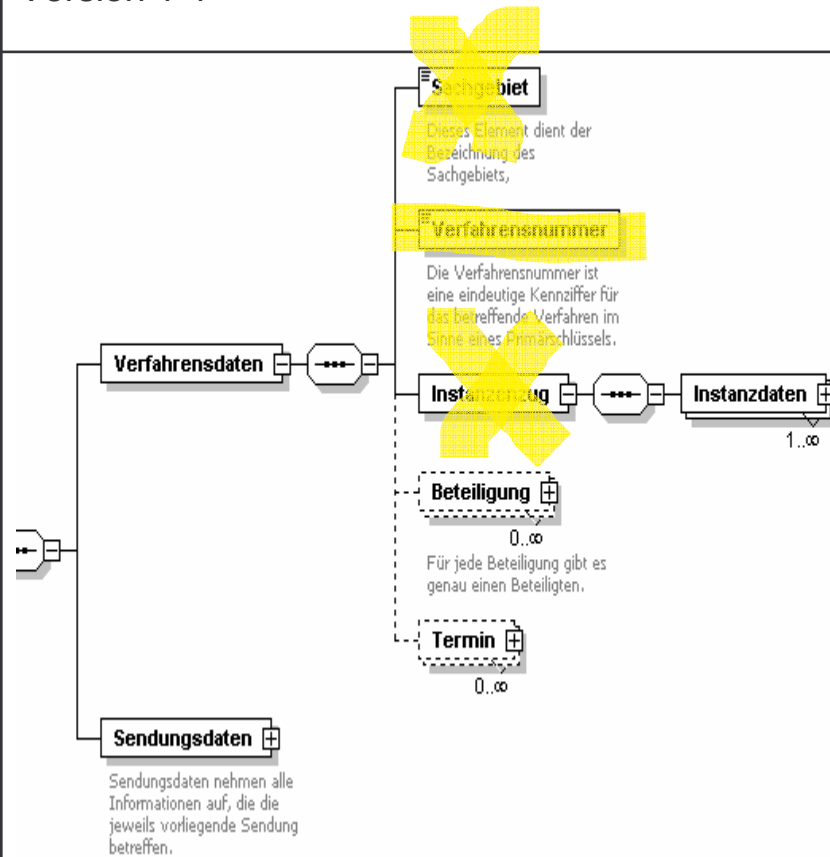 Sachgebiet
Dieses Element dient der
Bezeichnung des
Sachgebiets,
Verfahrensnummer
Die Verfahrensnummer ist
eine eindeutige Kennziffer für
das betreffende Verfahren im
Sinne eines Primärschlüssels.
Verfahrensdaten
Instanzenzug
Instanzdaten
1..∞
Beteiligung
0..∞
Für jede Beteiligung gibt es
genau einen Beteiligten.
Termin
0..∞
Sendungsdaten
Sendungsdaten nehmen alle
Informationen auf, die die
jeweils vorliegende Sendung
betreffen.